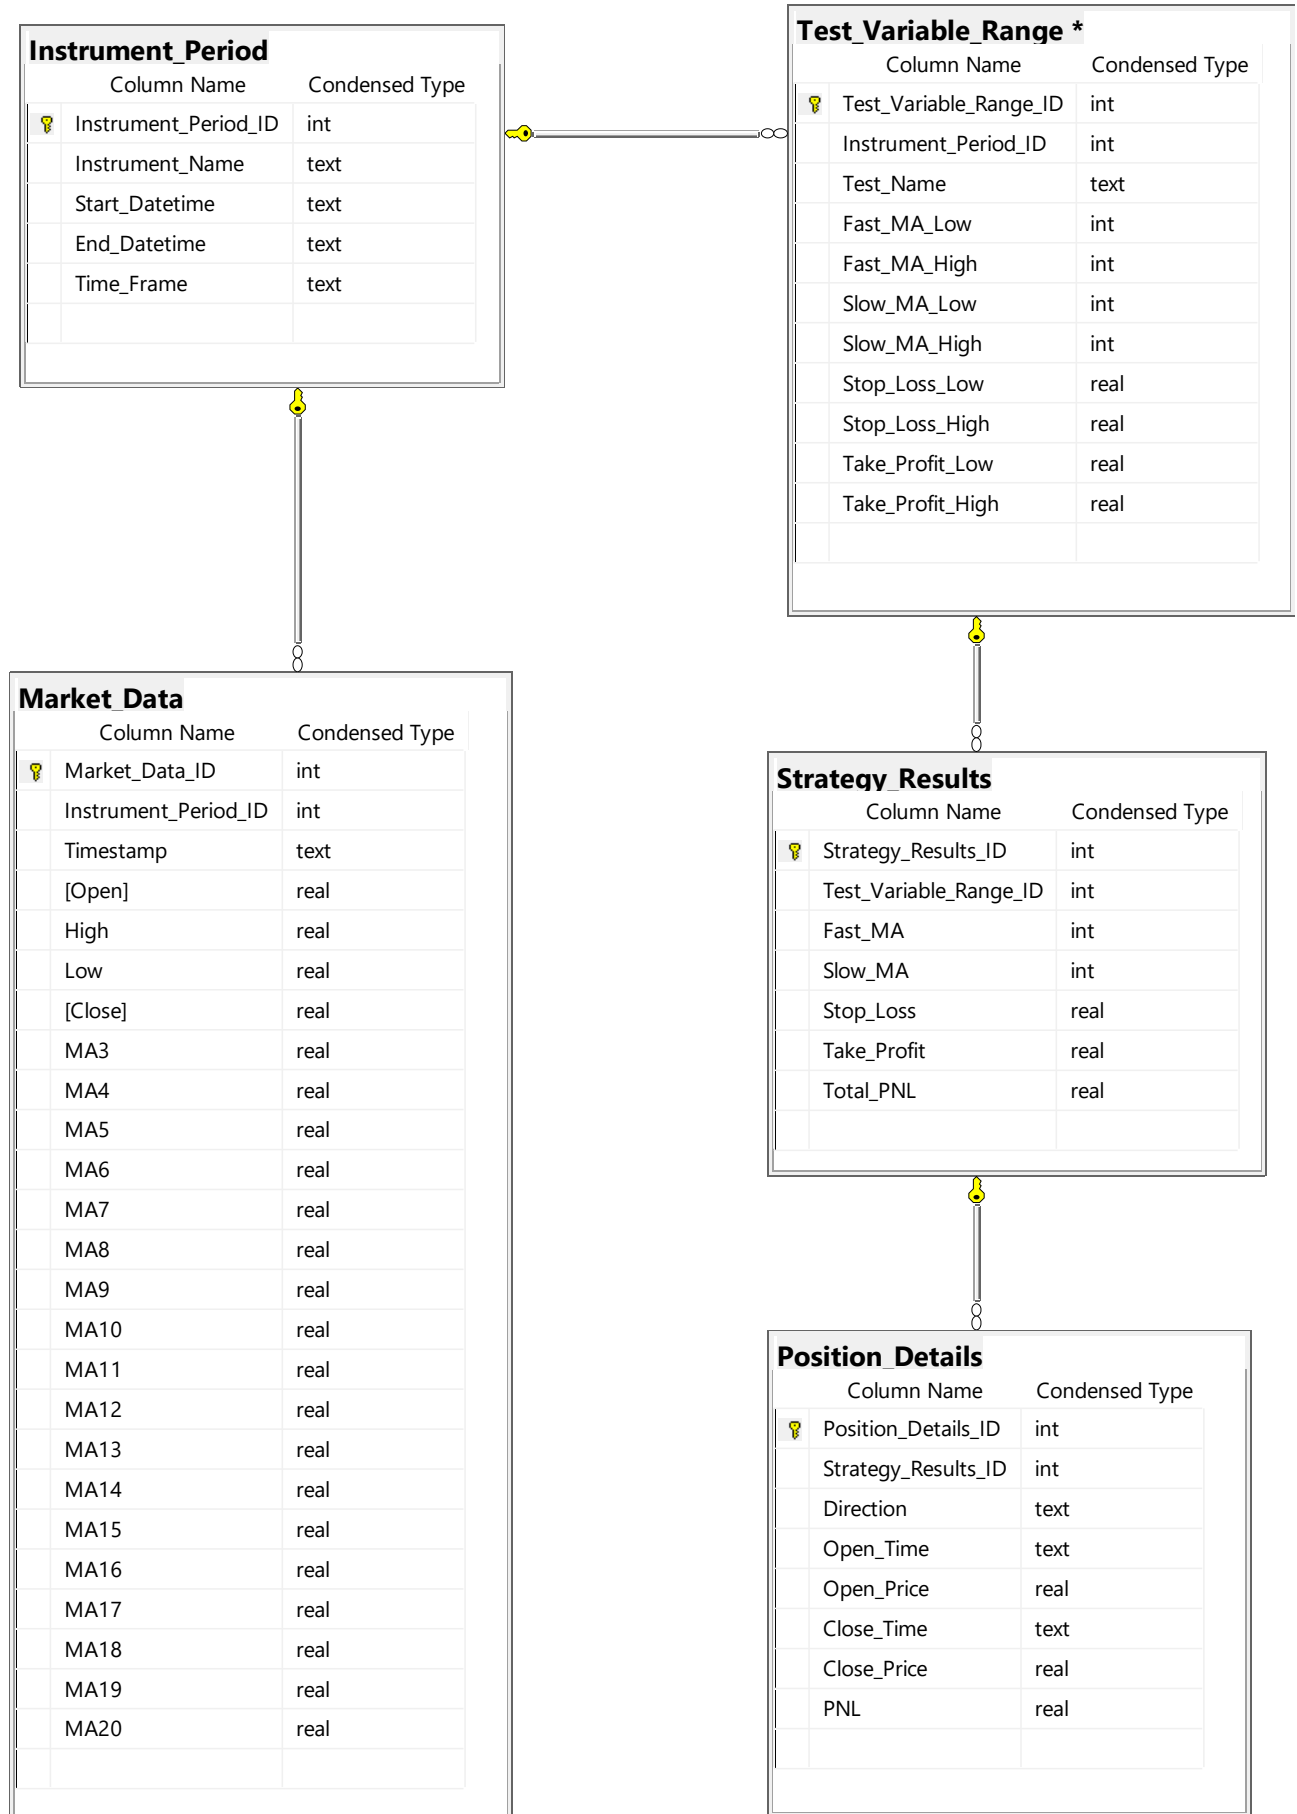 Instrument_Period
Column Name Condensed Type
Instrument_Period_ID int
Instrument_Name text
Start_Datetime text
End_Datetime text
Time_Frame text
Test_Variable_Range *
Column Name Condensed Type
Test_Variable_Range_ID int
Instrument_Period_ID int
Test_Name text
Fast_MA_Low int
Fast_MA_High int
Slow_MA_Low int
Slow_MA_High int
Stop_Loss_Low real
Stop_Loss_High real
Take_Profit_Low real
Take_Profit_High real
Market_Data
Column Name Condensed Type
Market_Data_ID int
Instrument_Period_ID int
Timestamp text
[Open] real
High real
Low real
[Close] real
MA3 real
MA4 real
MA5 real
MA6 real
MA7 real
MA8 real
MA9 real
MA10 real
MA11 real
MA12 real
MA13 real
MA14 real
MA15 real
MA16 real
MA17 real
MA18 real
MA19 real
MA20 real
Strategy_Results
Column Name Condensed Type
Strategy_Results_ID int
Test_Variable_Range_ID int
Fast_MA int
Slow_MA int
Stop_Loss real
Take_Profit real
Total_PNL real
Position_Details
Column Name Condensed Type
Position_Details_ID int
Strategy_Results_ID int
Direction text
Open_Time text
Open_Price real
Close_Time text
Close_Price real
PNL real